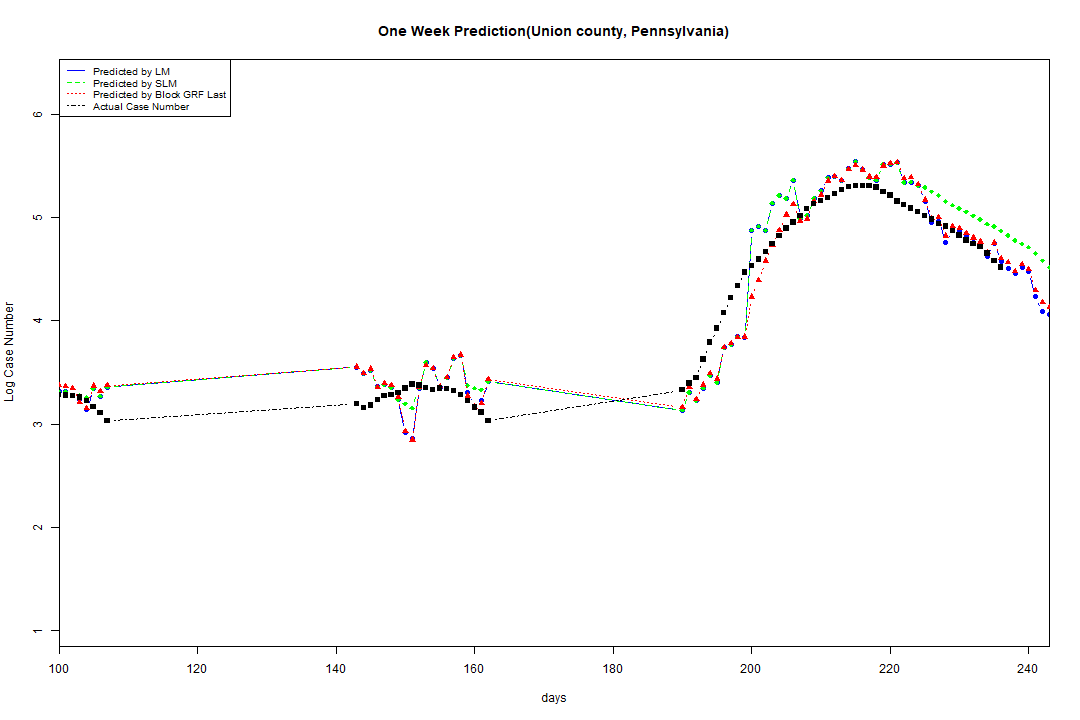 One Week Prediction(Union county, Pennsylvania)
Predicted by LM
Predicted by SLM
Predicted by Block GRF Last
Actual Case Number
6
5
4
3
2
1
Log Case Number
100 120 140 160 180 200 220 240
days